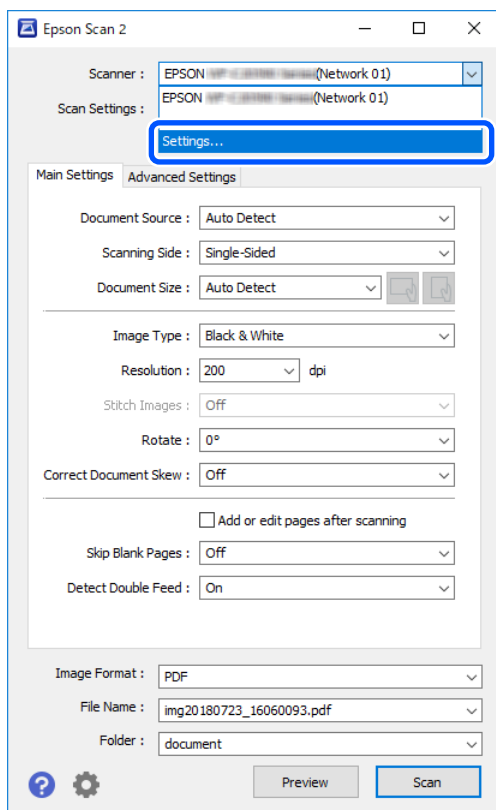 Epson Scan 2
Scanner : EPSON (Network 01)
EPSON (Network 01)
Scan Settings :
Settings...
Main Settings Advanced Settings
Document Source : Auto Detect
Scanning Side : Single-Sided
Document Size : Auto Detect
Image Type : Black & White
Resolution : 200 dpi
Stitch Images : Off
Rotate : 0°
Correct Document Skew : Off
Add or edit pages after scanning
Skip Blank Pages : Off
Detect Double Feed : On
Image Format : PDF
File Name : img20180723_16060093.pdf
Folder : document
Preview Scan